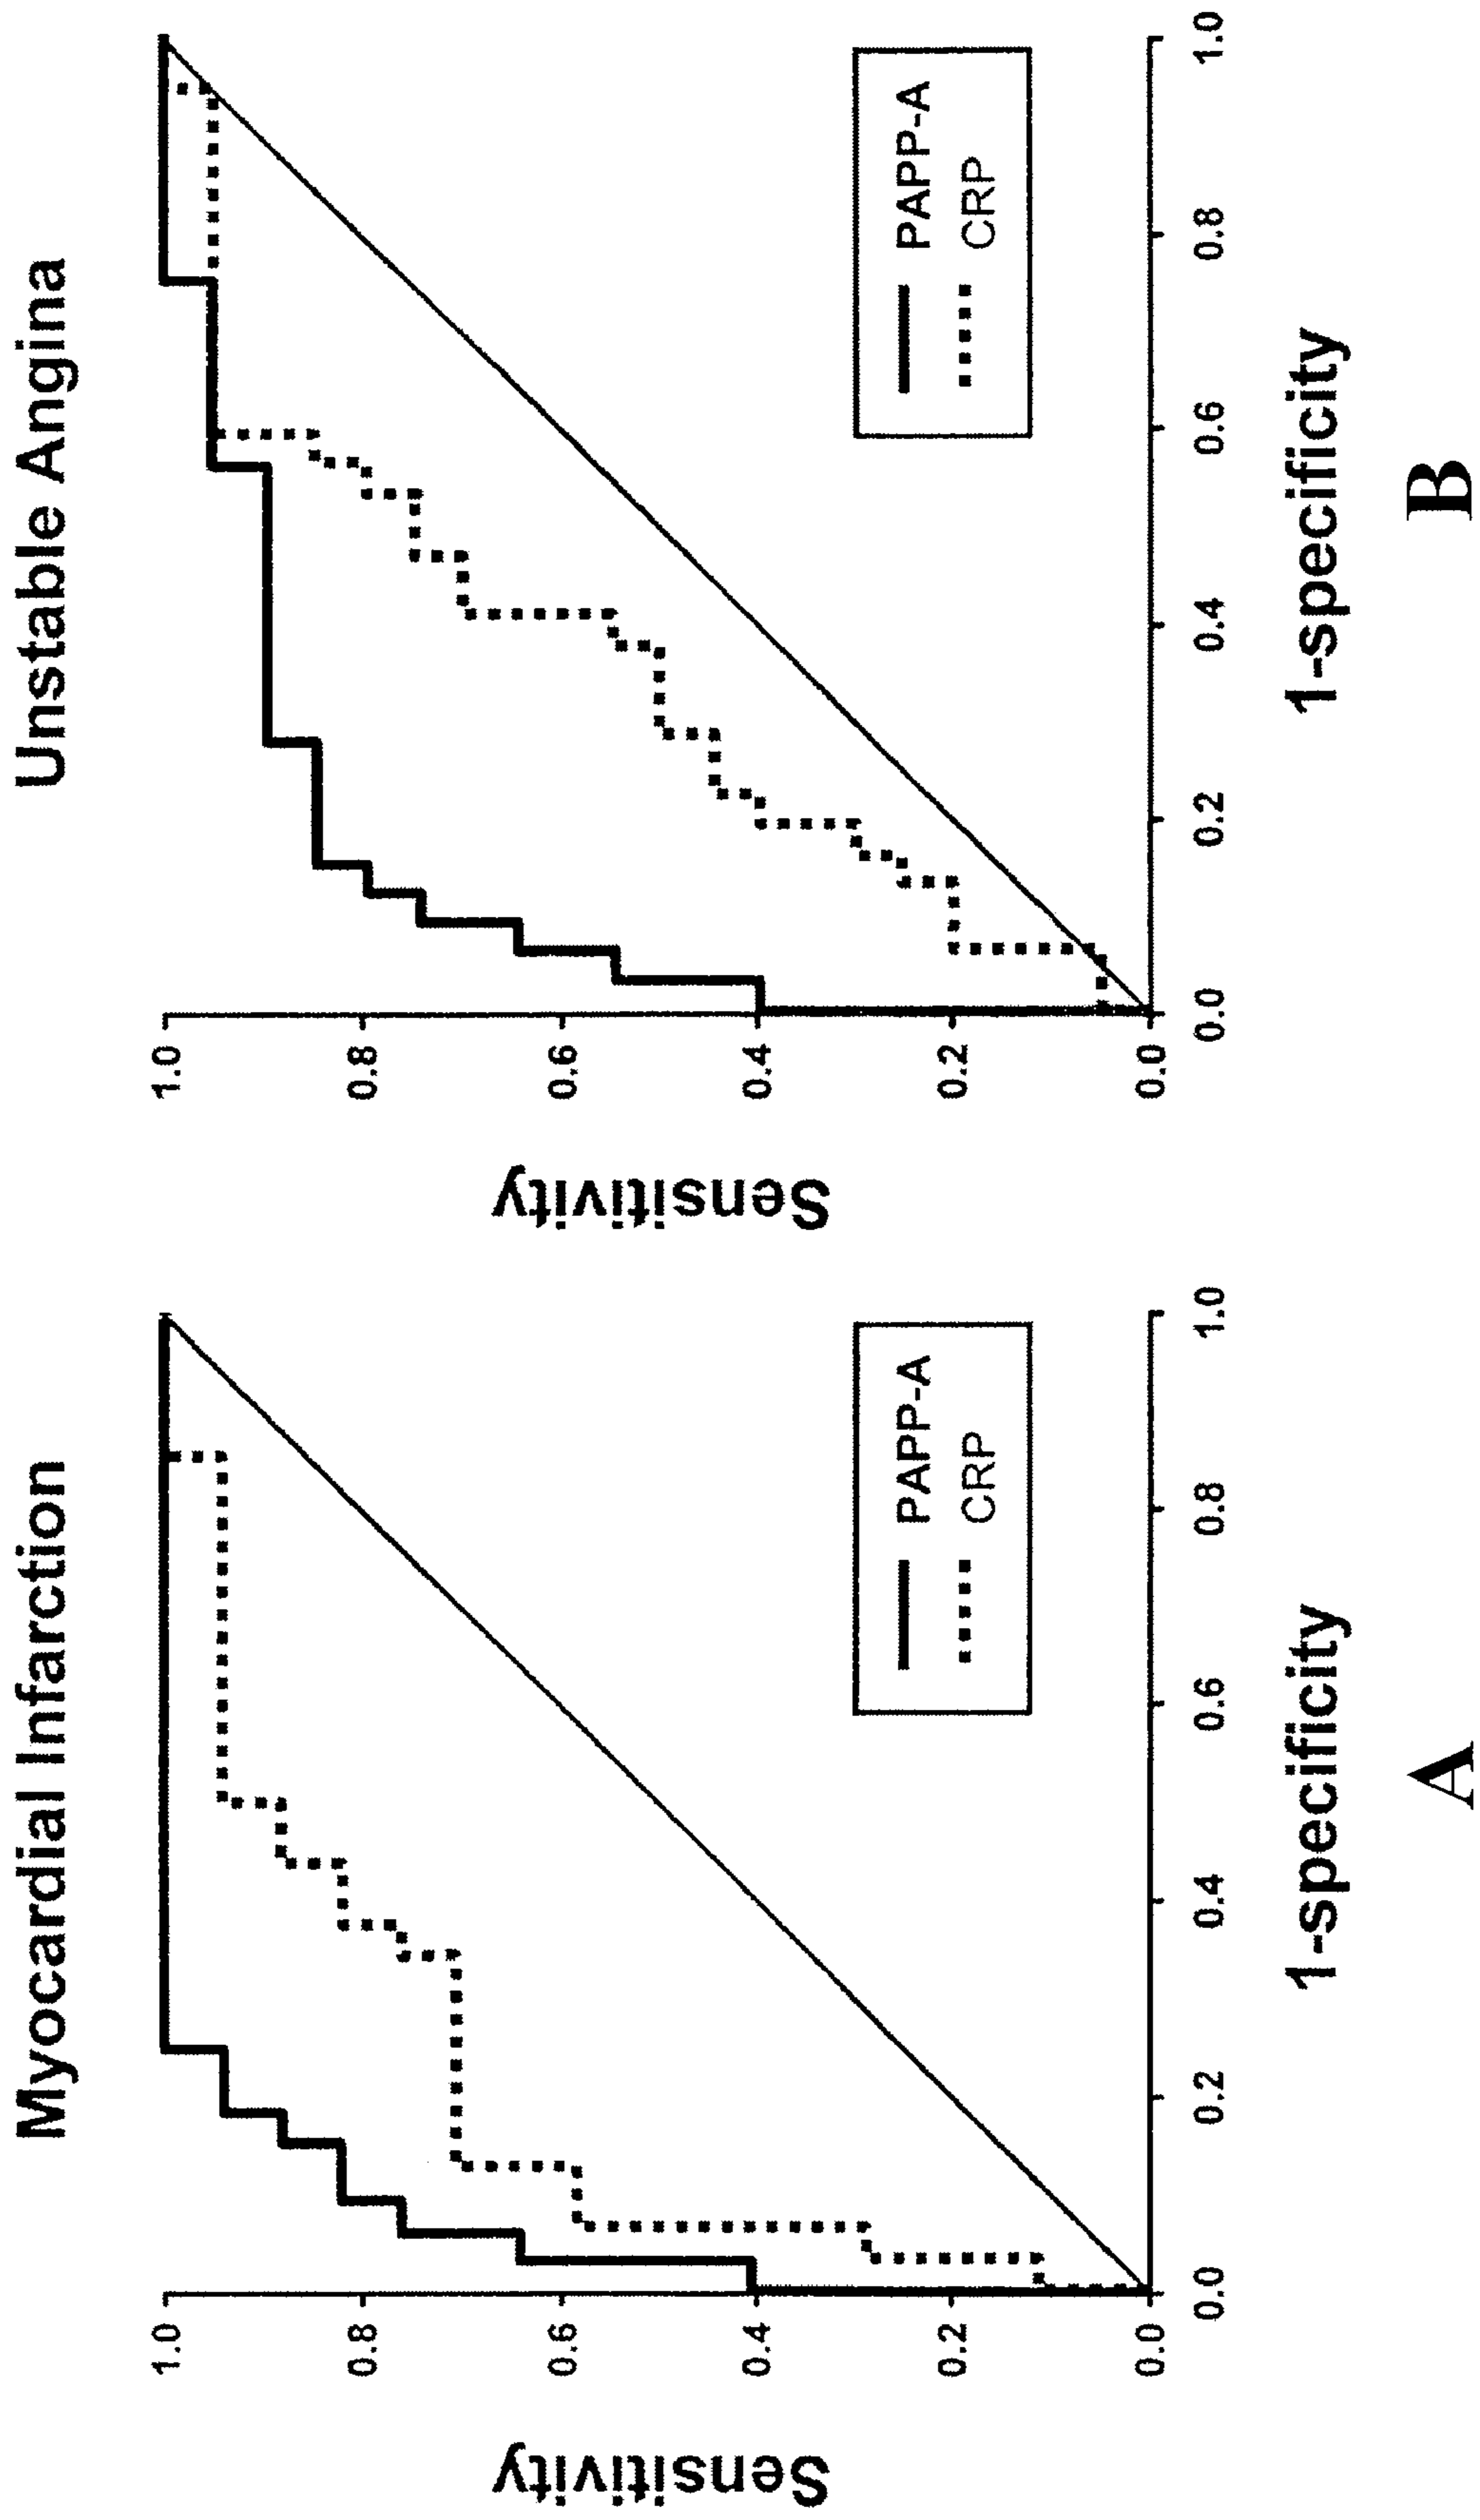 Myocardial Infarction
Sensitivity
1.0
0.8
0.6
0.4
0.2
0.0
PAPP-A
CRP
0.0 0.2 0.4 0.6 0.8 1.0
1-specificity
A
Unstable Angina
Sensitivity
1.0
0.8
0.6
0.4
0.2
0.0
PAPP-A
CRP
0.0 0.2 0.4 0.6 0.8 1.0
1-specificity
B